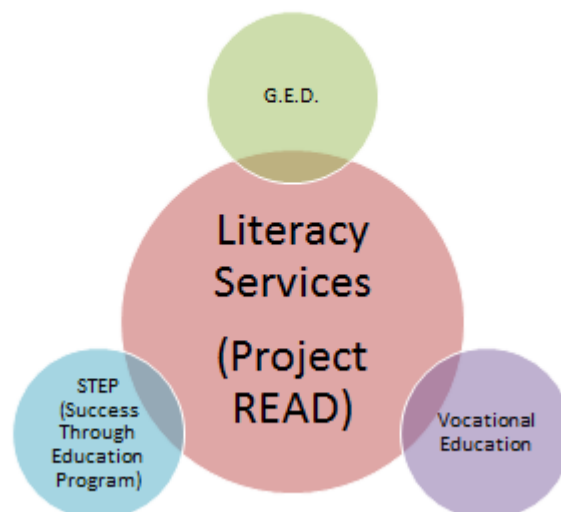 G.E.D.
Literacy
Services
(Project
READ)
STEP
(Success
Through
Education
Program)
Vocational
Education